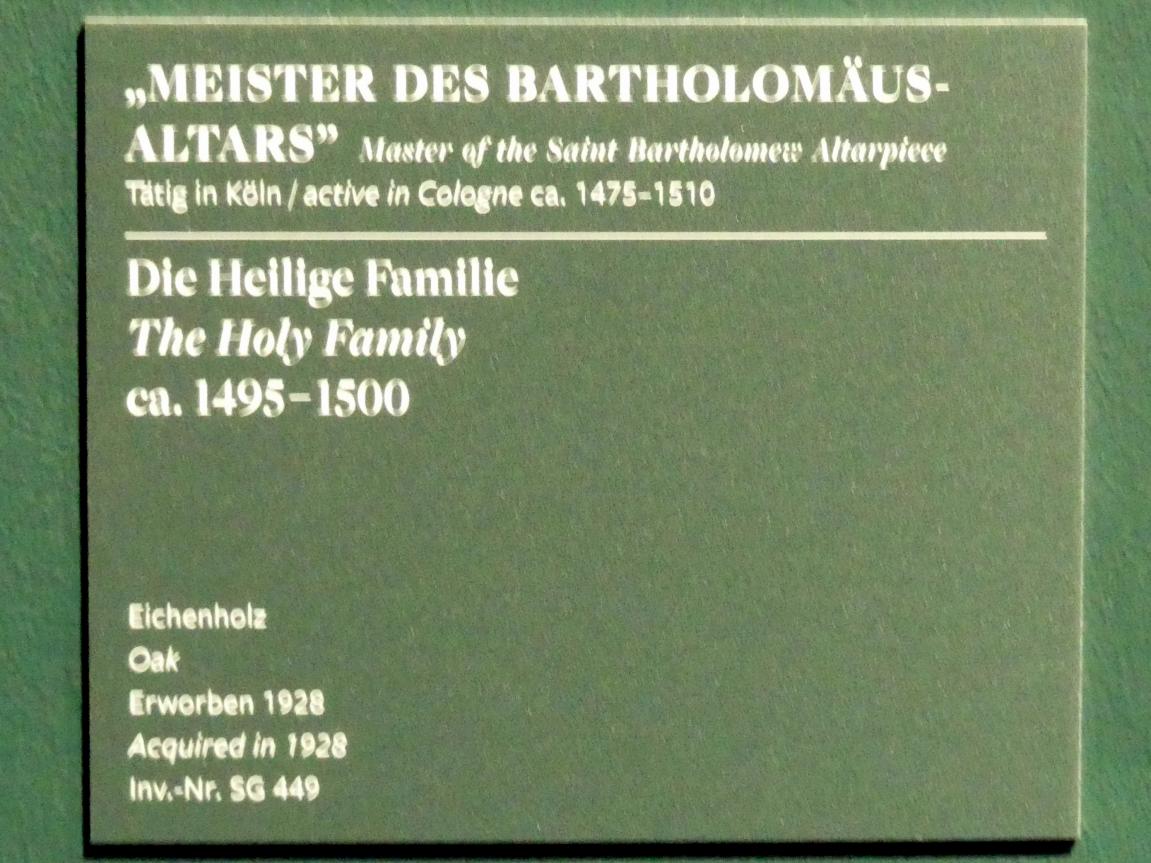 „MEISTER DES BARTHOLOMÄUS-
ALTARS” Master of the Saint Bartholomew Altarpiece
Tätig in Köln / active in Cologne ca. 1475–1510
Die Heilige Familie
The Holy Family
ca. 1495–1500
Eichenholz
Oak
Erworben 1928
Acquired in 1928
Inv.-Nr. SG 449